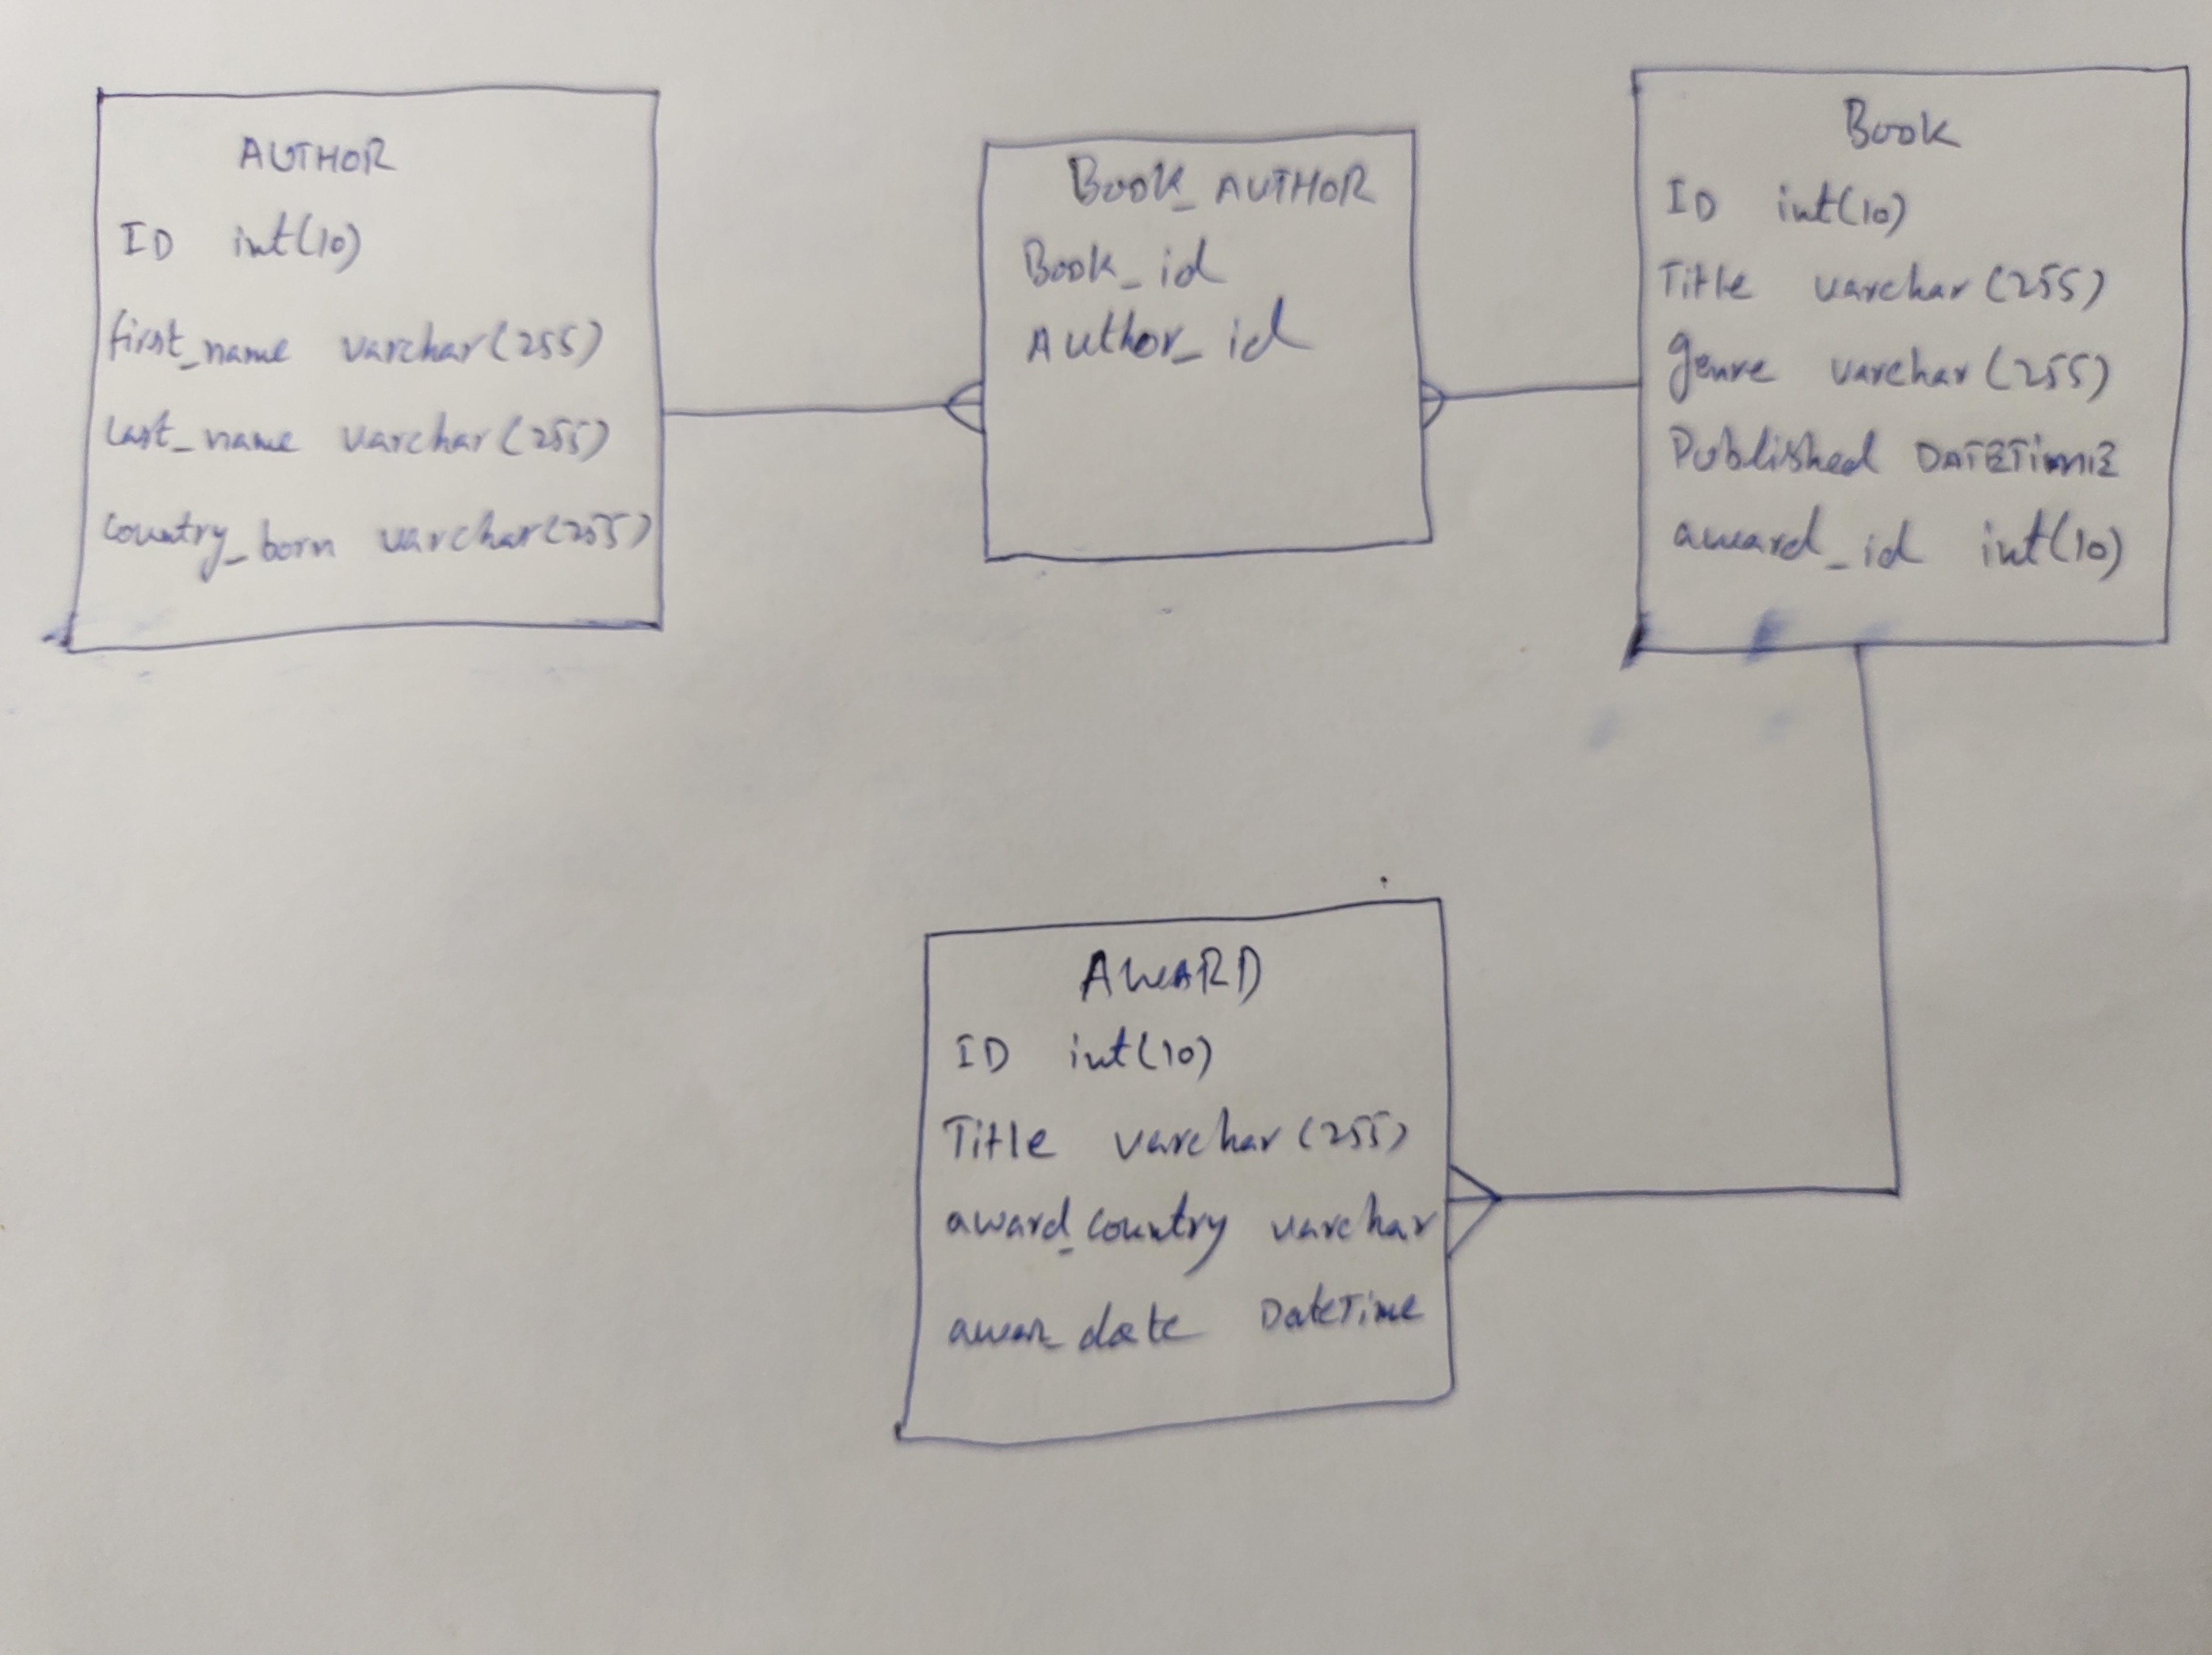 AUTHOR
ID int(10)
first_name varchar(255)
last_name varchar(255)
country_born varchar(255)
Book_AUTHOR
Book_id
Author_id
Book
ID int(10)
Title varchar(255)
genre varchar(255)
Published DATETimE
award_id int(10)
AWARD
ID int(10)
Title varchar(255)
award_country varchar
awar_date DateTime